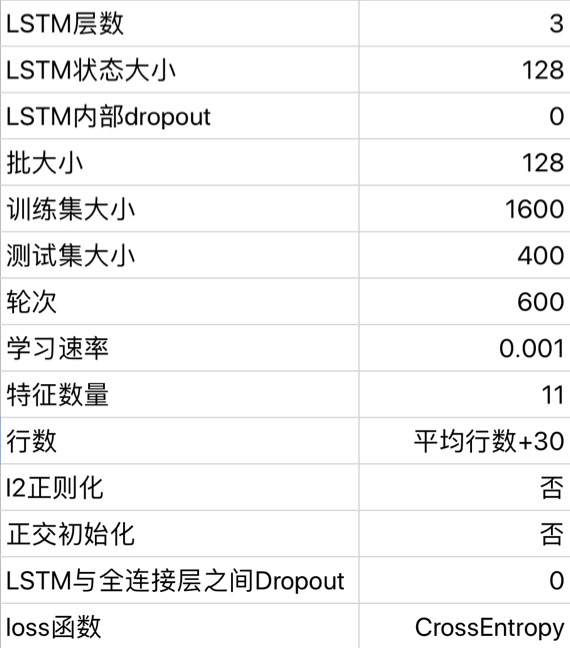 LSTM层数 3
LSTM状态大小 128
LSTM内部dropout 0
批大小 128
训练集大小 1600
测试集大小 400
轮次 600
学习速率 0.001
特征数量 11
行数 平均行数+30
l2正则化 否
正交初始化 否
LSTM与全连接层之间Dropout 0
loss函数 CrossEntropy